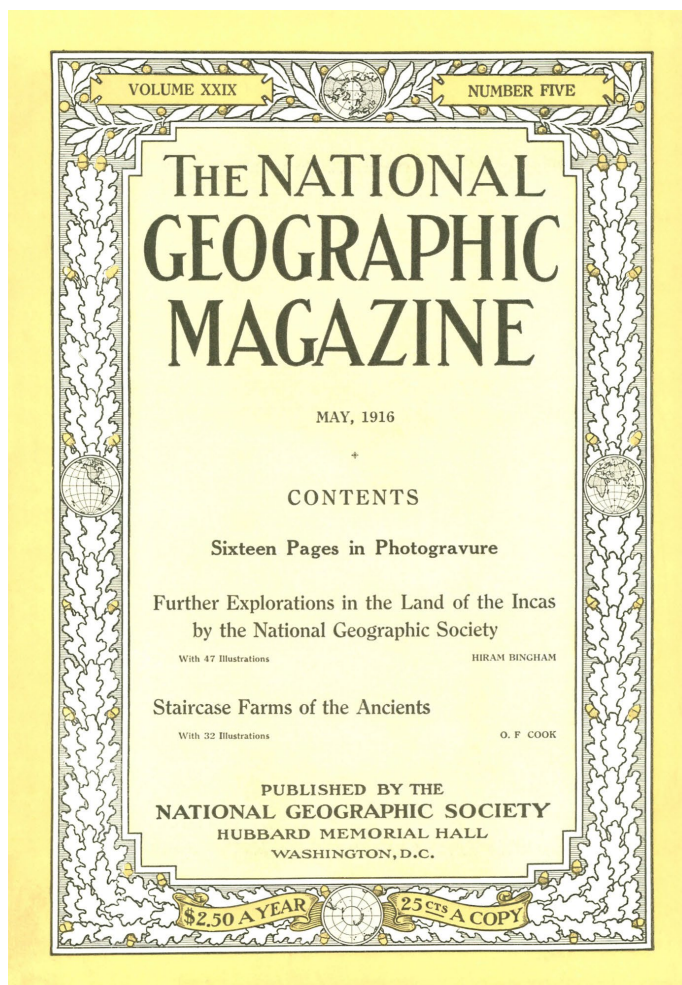 VOLUME XXIX
NUMBER FIVE
THE NATIONAL
GEOGRAPHIC
MAGAZINE
MAY, 1916
+
CONTENTS
Sixteen Pages in Photogravure
Further Explorations in the Land of the Incas
by the National Geographic Society
With 47 Illustrations HIRAM BINGHAM
Staircase Farms of the Ancients
With 32 Illustrations O. F COOK
PUBLISHED BY THE
NATIONAL GEOGRAPHIC SOCIETY
HUBBARD MEMORIAL HALL
WASHINGTON, D.C.
$2.50 A YEAR
25 CTS A COPY